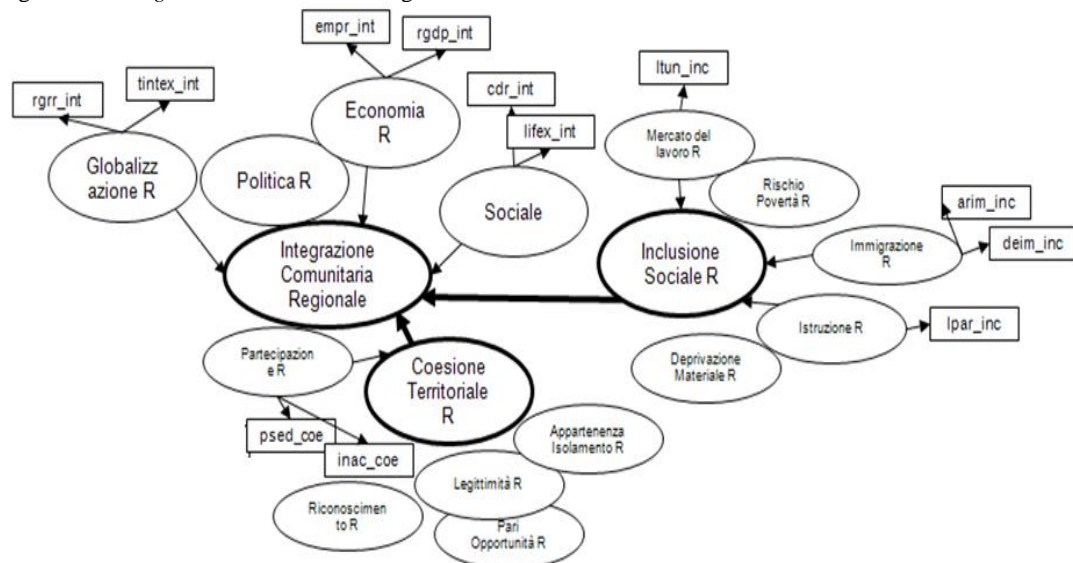 empr_int
rgdp_int
rgrr_int
tintex_int
Economia
R
cdr_int
lifex_int
ltun_inc
Mercato del
lavoro R
Globalizz
azione R
Politica R
Sociale
Rischio
Povertà R
arim_inc
Integrazione
Comunitaria
Regionale
Inclusione
Sociale R
Immigrazione
R
deim_inc
Istruzione R
lpar_inc
Partecipazion
e R
Coesione
Territoriale
R
Deprivazione
Materiale R
psed_coe
inac_coe
Appartenenza
Isolamento R
Legittimità R
Riconoscimen
to R
Pari
Opportunità R